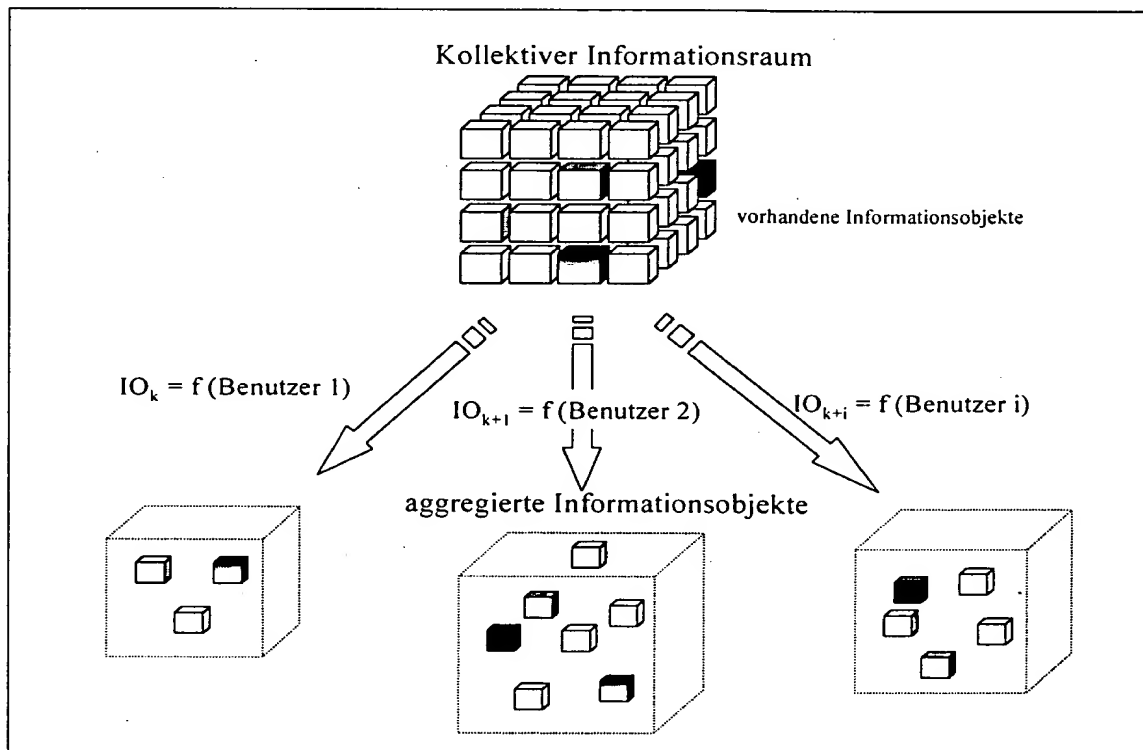 Kollektiver Informationsraum
vorhandene Informationsobjekte
IOk = f (Benutzer 1)
IOk+1 = f (Benutzer 2)
IOk+i = f (Benutzer i)
aggregierte Informationsobjekte